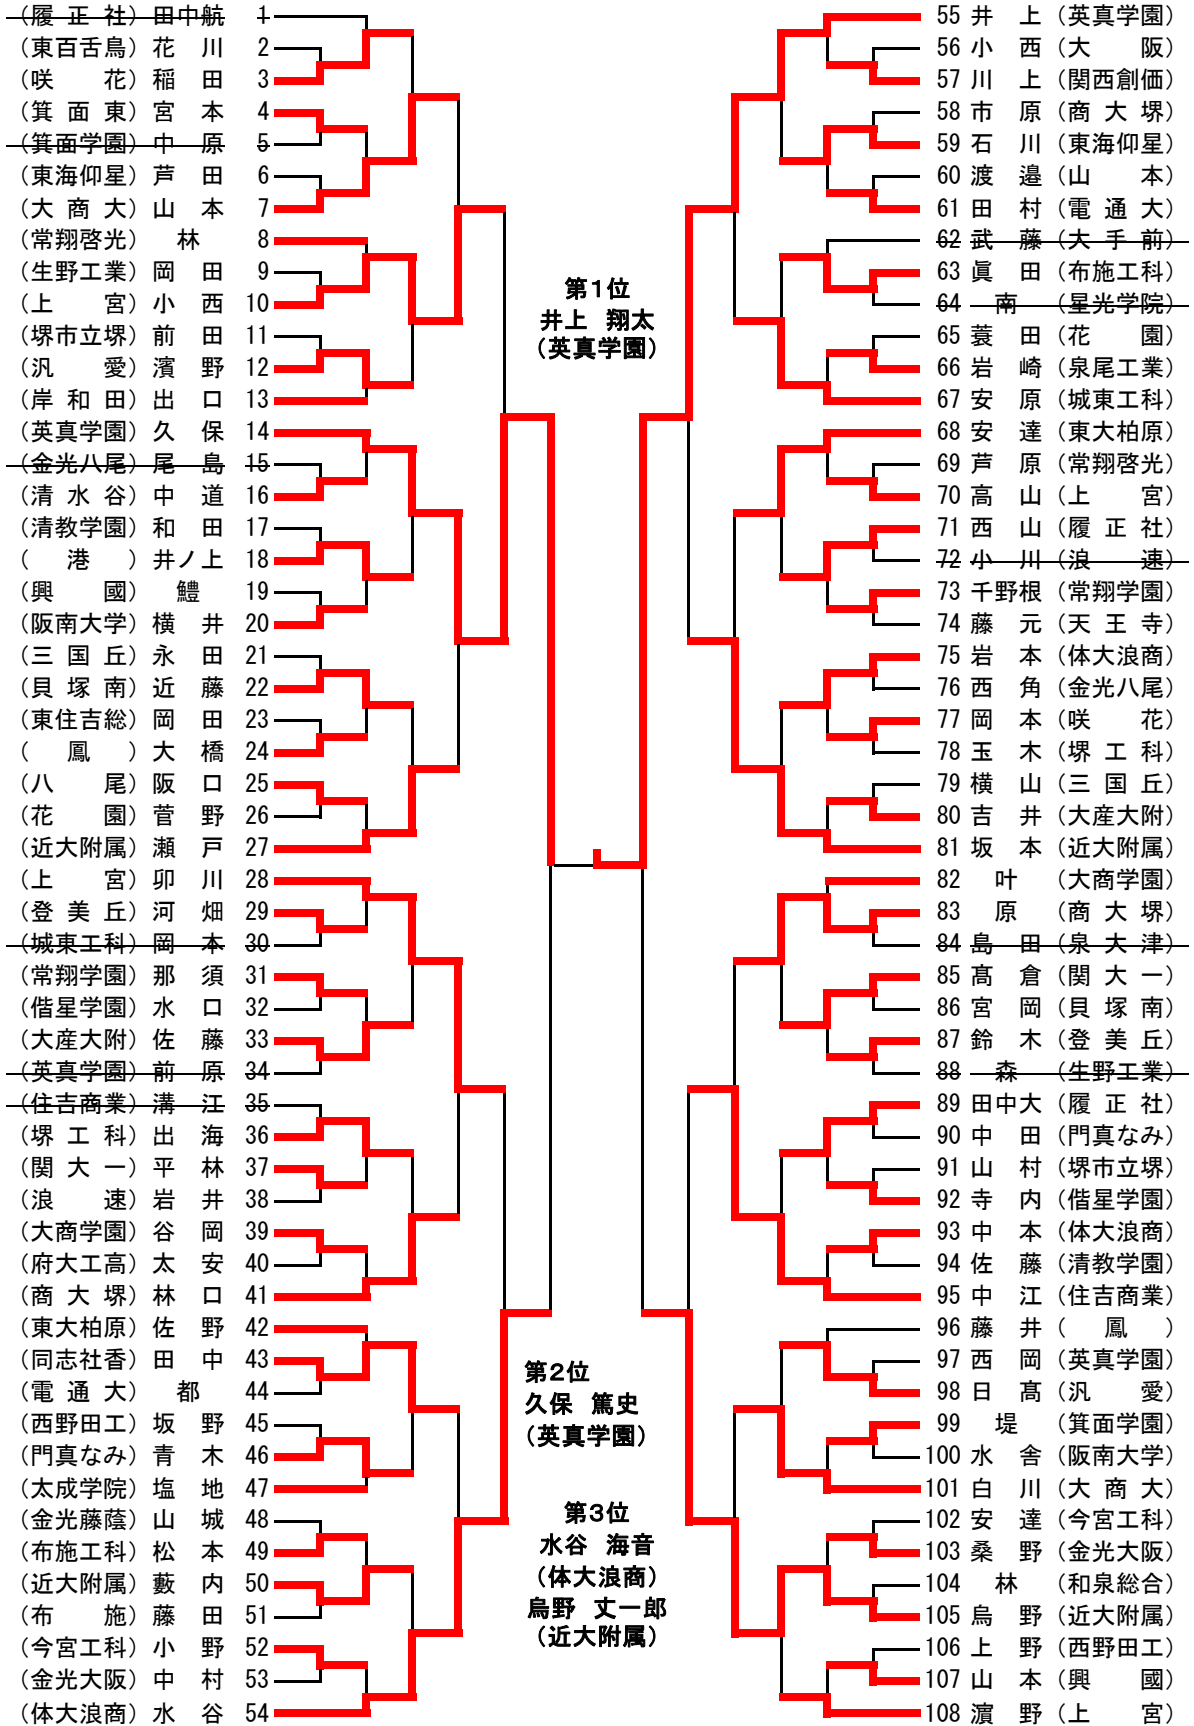 (履 正 社) 田中航 1
(東百舌鳥) 花 川 2
(咲 花) 稲 田 3
(箕 面 東) 宮 本 4
(箕面学園) 中 原 5
(東海仰星) 芦 田 6
(大 商 大) 山 本 7
(常翔啓光) 林 8
(生野工業) 岡 田 9
(上 宮) 小 西 10
(堺市立堺) 前 田 11
(汎 愛) 濱 野 12
(岸 和 田) 出 口 13
(英真学園) 久 保 14
(金光八尾) 尾 島 15
(清 水 谷) 中 道 16
(清教学園) 和 田 17
( 港 ) 井ノ上 18
(興 國) 鱧 19
(阪南大学) 横 井 20
(三 国 丘) 永 田 21
(貝 塚 南) 近 藤 22
(東住吉総) 岡 田 23
( 鳳 ) 大 橋 24
(八 尾) 阪 口 25
(花 園) 菅 野 26
(近大附属) 瀬 戸 27
(上 宮) 卯 川 28
(登 美 丘) 河 畑 29
(城東工科) 岡 本 30
(常翔学園) 那 須 31
(偕星学園) 水 口 32
(大産大附) 佐 藤 33
(英真学園) 前 原 34
(住吉商業) 溝 江 35
(堺 工 科) 出 海 36
(関 大 一) 平 林 37
(浪 速) 岩 井 38
(大商学園) 谷 岡 39
(府大工高) 太 安 40
(商 大 堺) 林 口 41
(東大柏原) 佐 野 42
(同志社香) 田 中 43
(電 通 大) 都 44
(西野田工) 坂 野 45
(門真なみ) 青 木 46
(太成学院) 塩 地 47
(金光藤蔭) 山 城 48
(布施工科) 松 本 49
(近大附属) 藪 内 50
(布 施) 藤 田 51
(今宮工科) 小 野 52
(金光大阪) 中 村 53
(体大浪商) 水 谷 54
第1位
井上 翔太
(英真学園)
第2位
久保 篤史
(英真学園)
第3位
水谷 海音
(体大浪商)
烏野 丈一郎
(近大附属)
55 井 上 (英真学園)
56 小 西 (大 阪)
57 川 上 (関西創価)
58 市 原 (商 大 堺)
59 石 川 (東海仰星)
60 渡 邉 (山 本)
61 田 村 (電 通 大)
62 武 藤 (大 手 前)
63 眞 田 (布施工科)
64 南 (星光学院)
65 蓑 田 (花 園)
66 岩 崎 (泉尾工業)
67 安 原 (城東工科)
68 安 達 (東大柏原)
69 芦 原 (常翔啓光)
70 高 山 (上 宮)
71 西 山 (履 正 社)
72 小 川 (浪 速)
73 千野根 (常翔学園)
74 藤 元 (天 王 寺)
75 岩 本 (体大浪商)
76 西 角 (金光八尾)
77 岡 本 (咲 花)
78 玉 木 (堺 工 科)
79 横 山 (三 国 丘)
80 吉 井 (大産大附)
81 坂 本 (近大附属)
82 叶 (大商学園)
83 原 (商 大 堺)
84 島 田 (泉 大 津)
85 髙 倉 (関 大 一)
86 宮 岡 (貝 塚 南)
87 鈴 木 (登 美 丘)
88 森 (生野工業)
89 田中大 (履 正 社)
90 中 田 (門真なみ)
91 山 村 (堺市立堺)
92 寺 内 (偕星学園)
93 中 本 (体大浪商)
94 佐 藤 (清教学園)
95 中 江 (住吉商業)
96 藤 井 ( 鳳 )
97 西 岡 (英真学園)
98 日 髙 (汎 愛)
99 堤 (箕面学園)
100 水 舎 (阪南大学)
101 白 川 (大 商 大)
102 安 達 (今宮工科)
103 桑 野 (金光大阪)
104 林 (和泉総合)
105 烏 野 (近大附属)
106 上 野 (西野田工)
107 山 本 (興 國)
108 濵 野 (上 宮)